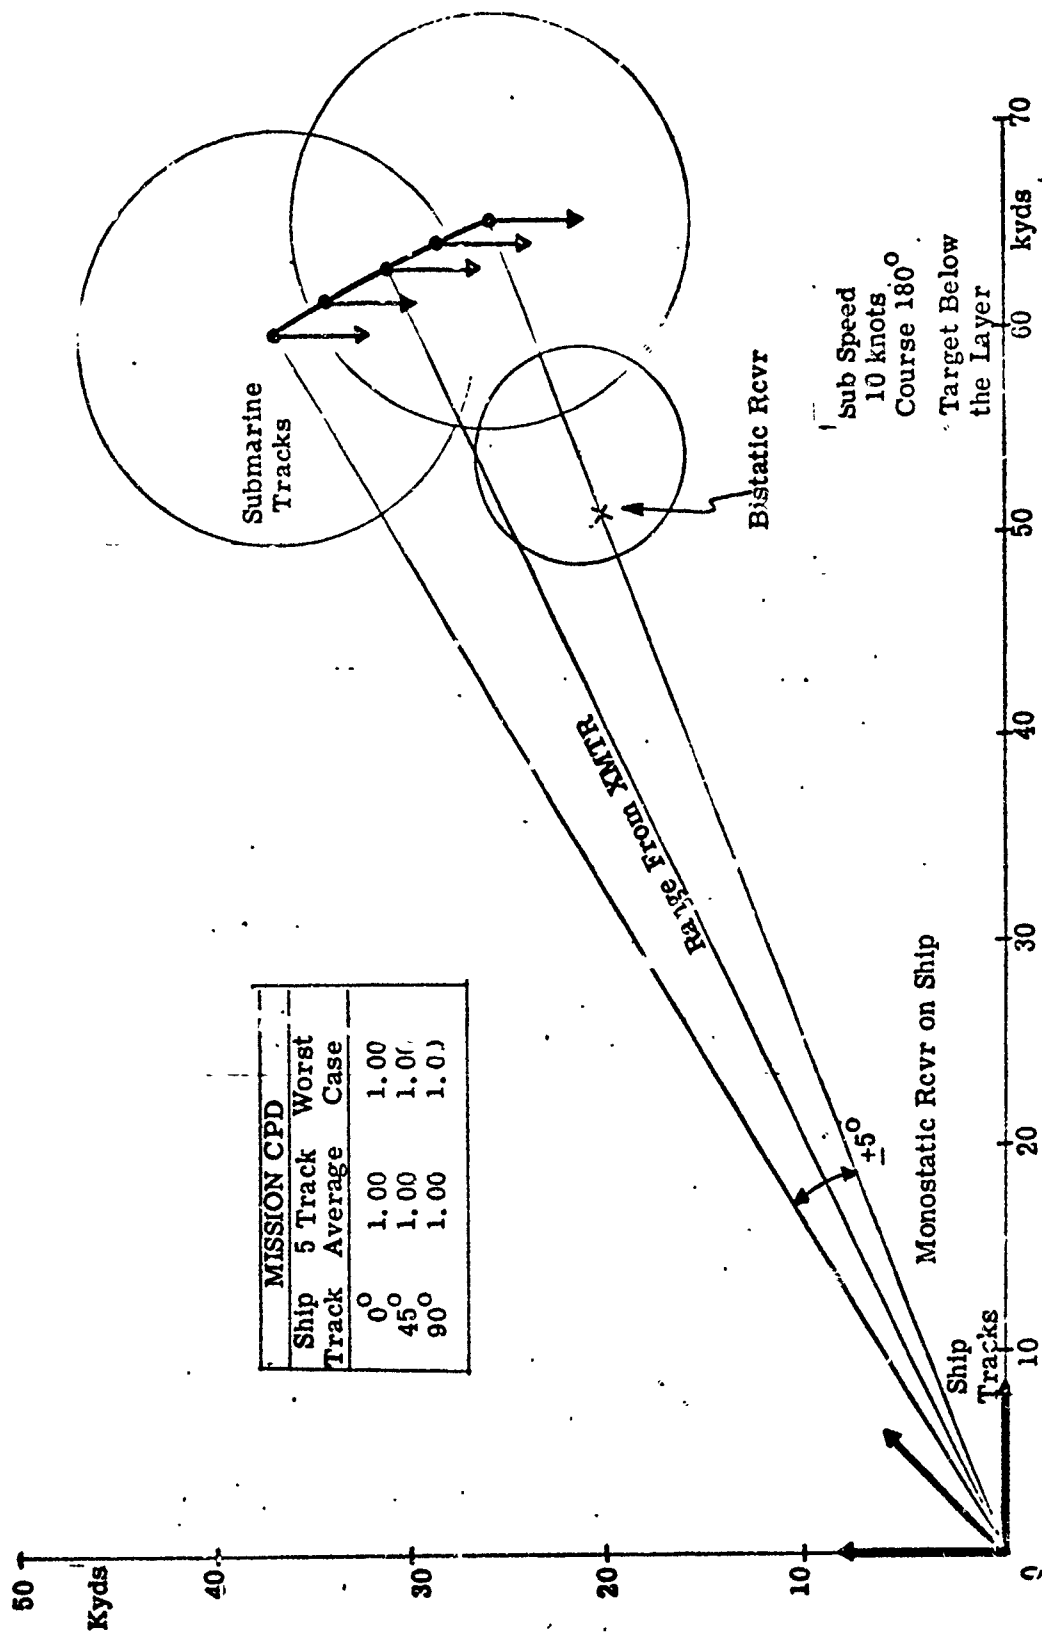 50
Kyds
40
30
20
10
0
10
20
30
40
50
60
70
kyds
MISSION CPD
Ship 5 Track Worst
Track Average Case
0° 1.00 1.00
45° 1.00
90° 1.00
Submarine
Tracks
Range From XMTR
Bistatic Rcvr
Sub Speed
10 knots
Course 180°
Target Below
the Layer
±5°
Monostatic Rcvr on Ship
Ship
Tracks